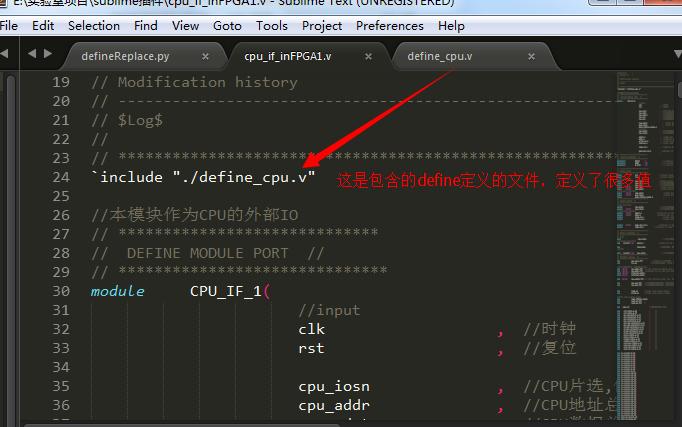 E:\实验室项目\sublime插件\cpu_if_inFPGA1.v - Sublime Text (UNREGISTERED)
File Edit Selection Find View Goto Tools Project Preferences Help
defineReplace.py × cpu_if_inFPGA1.v × define_cpu.v ×
19 // Modification history
20 // ----------------------------------------------------------
21 // $Log$
22 //
23 // **********************************************************
24 `include "./define_cpu.v" 这是包含的define定义的文件，定义了很多值
25
26 //本模块作为CPU的外部IO
27 // *****************************
28 // DEFINE MODULE PORT //
29 // ******************************
30 module CPU_IF_1(
31 //input
32 clk , //时钟
33 rst , //复位
34
35 cpu_iosn , //CPU片选,
36 cpu_addr , //CPU地址总